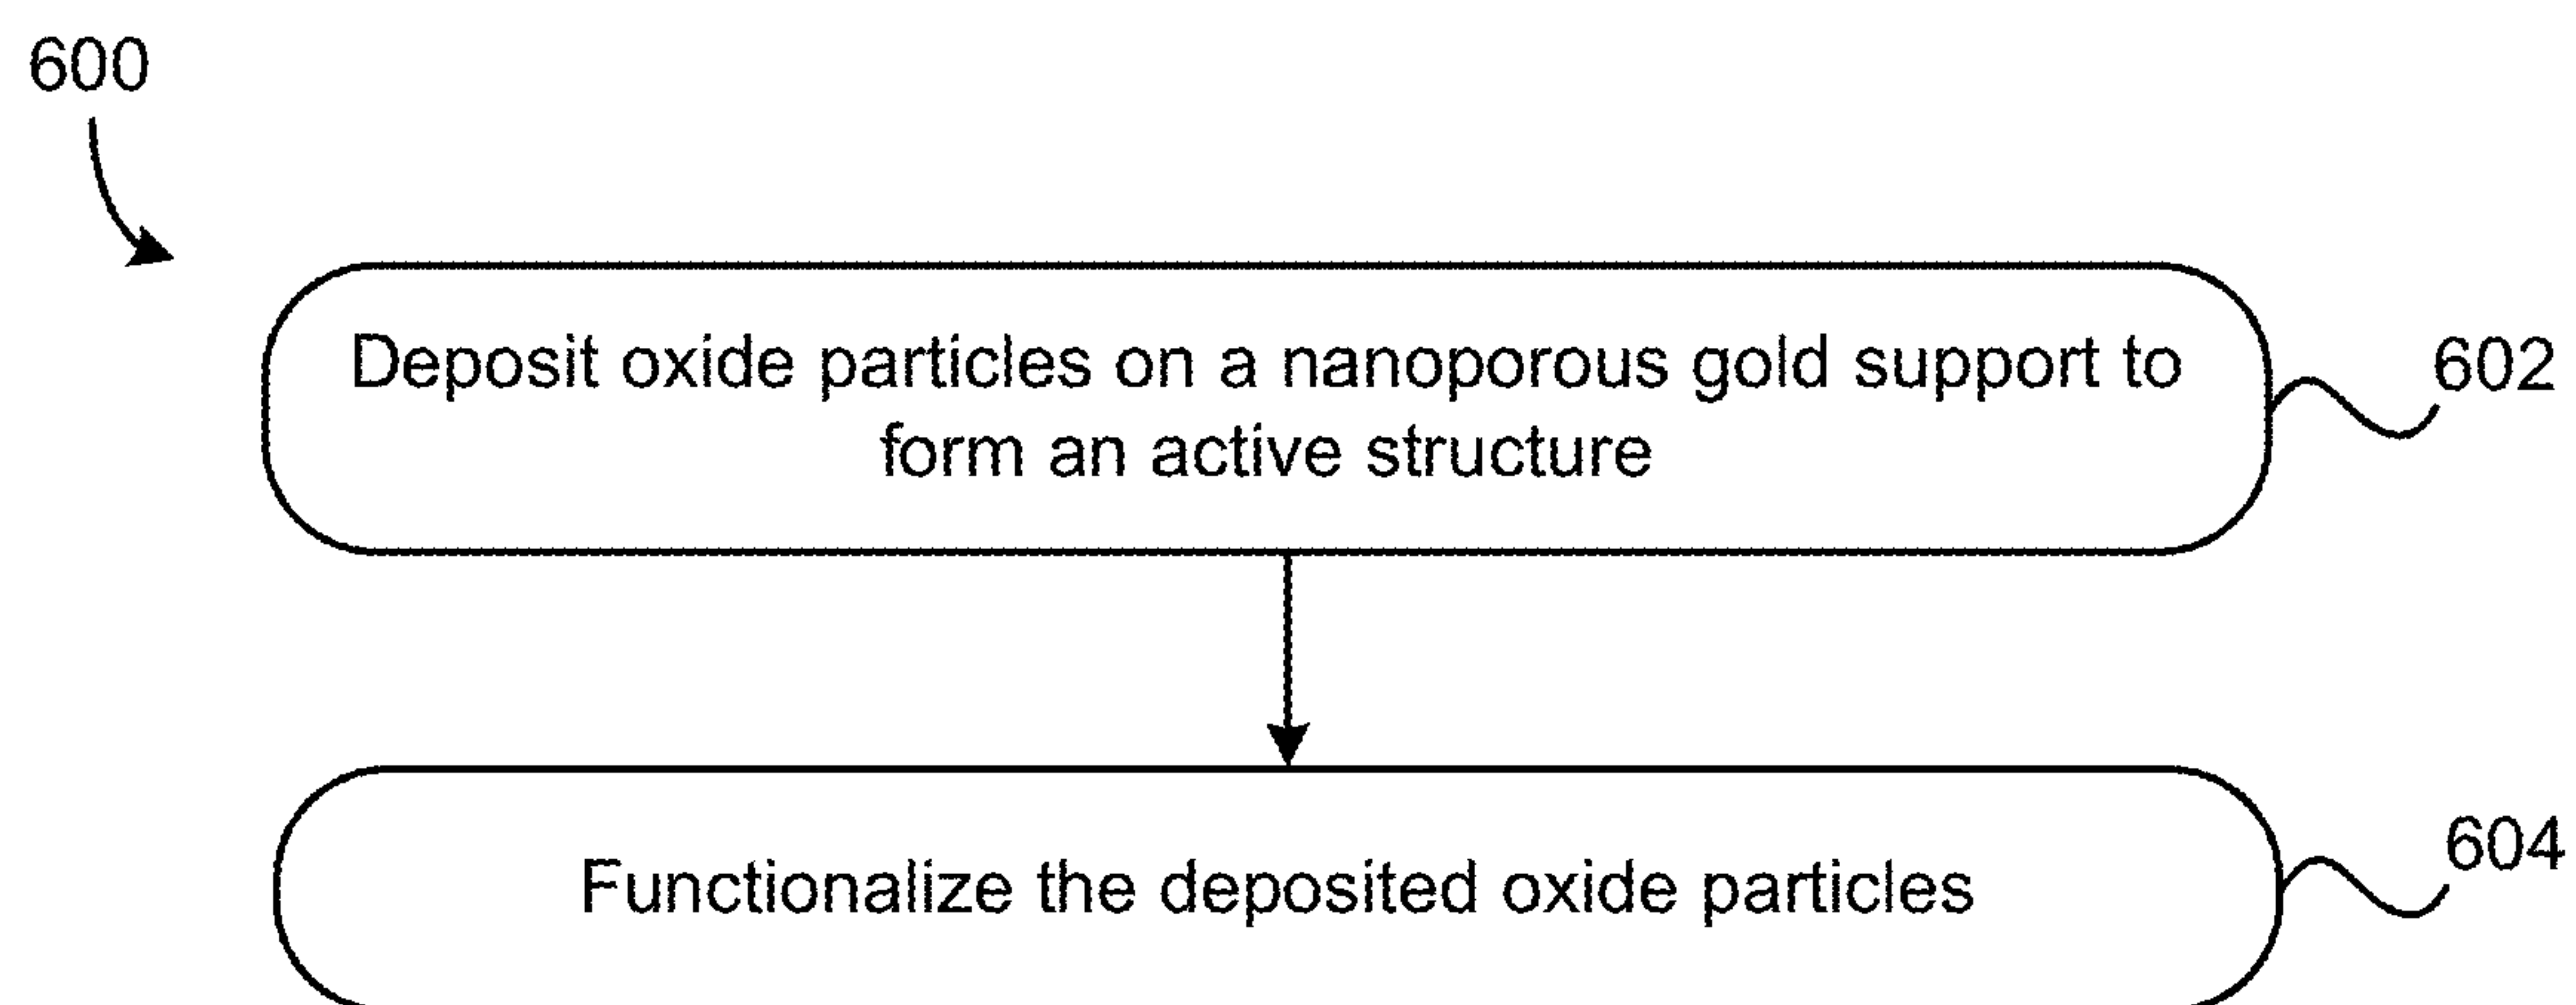 600
Deposit oxide particles on a nanoporous gold support to
form an active structure
602
Functionalize the deposited oxide particles
604